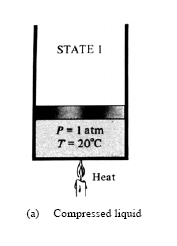 STATE 1
P = 1 atm
T = 20°C
Heat
(a) Compressed liquid